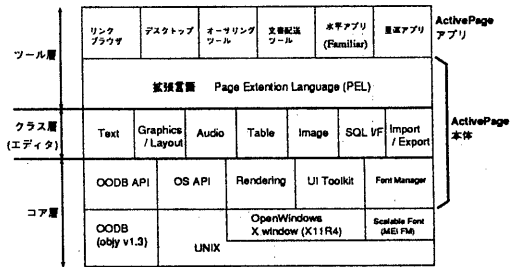 リンク
ブラウザ
デスクトップ
オーサリング
ツール
文書配送
ツール
水平アプリ
(Familiar)
垂直アプリ
ActivePage
アプリ
ツール層
拡張言語 Page Extention Language (PEL)
クラス層
(エディタ)
Text
Graphics
/ Layout
Audio
Table
Image
SQL I/F
Import
/ Export
ActivePage
本体
コア層
OODB API
OS API
Rendering
UI Toolkit
Font Manager
OODB
(objy v1.3)
UNIX
OpenWindows
X window (X11R4)
Scalable Font
(MEI FM)